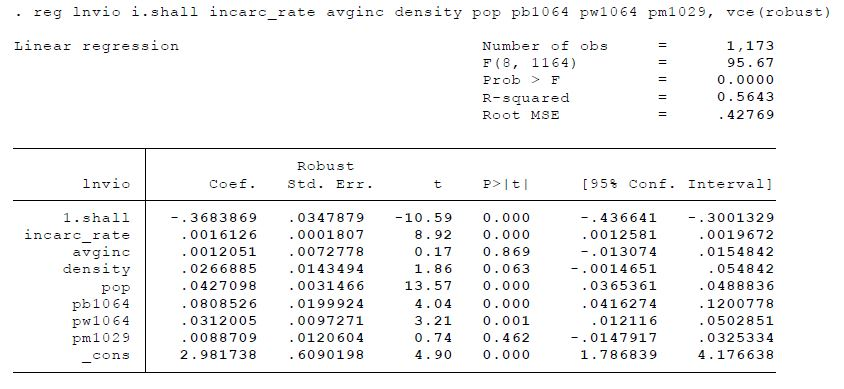 . reg lnvio i.shall incarc_rate avginc density pop pb1064 pw1064 pm1029, vce(robust)
Linear regression Number of obs = 1,173
F(8, 1164) = 95.67
Prob > F = 0.0000
R-squared = 0.5643
Root MSE = .42769
Robust
lnvio Coef. Std. Err. t P>|t| [95% Conf. Interval]
1.shall -.3683869 .0347879 -10.59 0.000 -.436641 -.3001329
incarc_rate .0016126 .0001807 8.92 0.000 .0012581 .0019672
avginc .0012051 .0072778 0.17 0.869 -.013074 .0154842
density .0266885 .0143494 1.86 0.063 -.0014651 .054842
pop .0427098 .0031466 13.57 0.000 .0365361 .0488836
pb1064 .0808526 .0199924 4.04 0.000 .0416274 .1200778
pw1064 .0312005 .0097271 3.21 0.001 .012116 .0502851
pm1029 .0088709 .0120604 0.74 0.462 -.0147917 .0325334
_cons 2.981738 .6090198 4.90 0.000 1.786839 4.176638